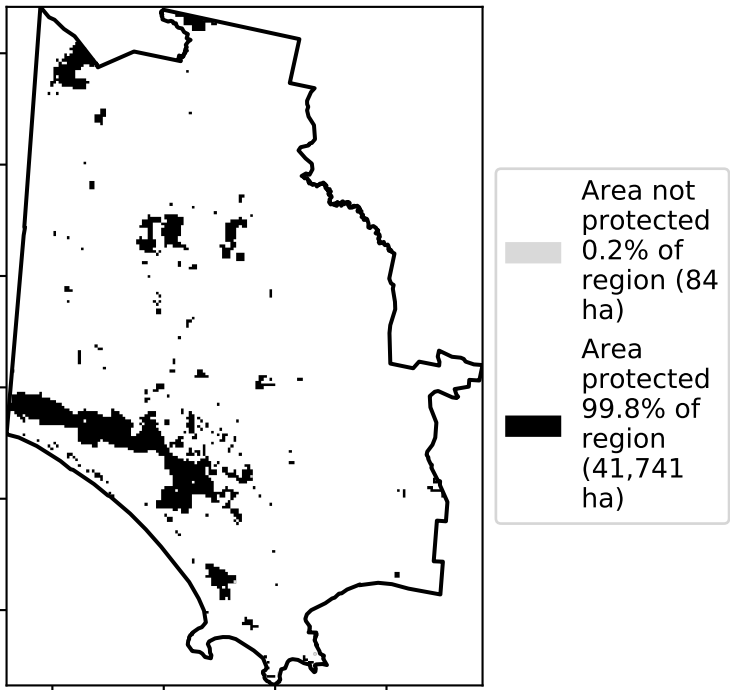 Area not
protected
0.2% of
region (84
ha)
Area
protected
99.8% of
region
(41,741
ha)